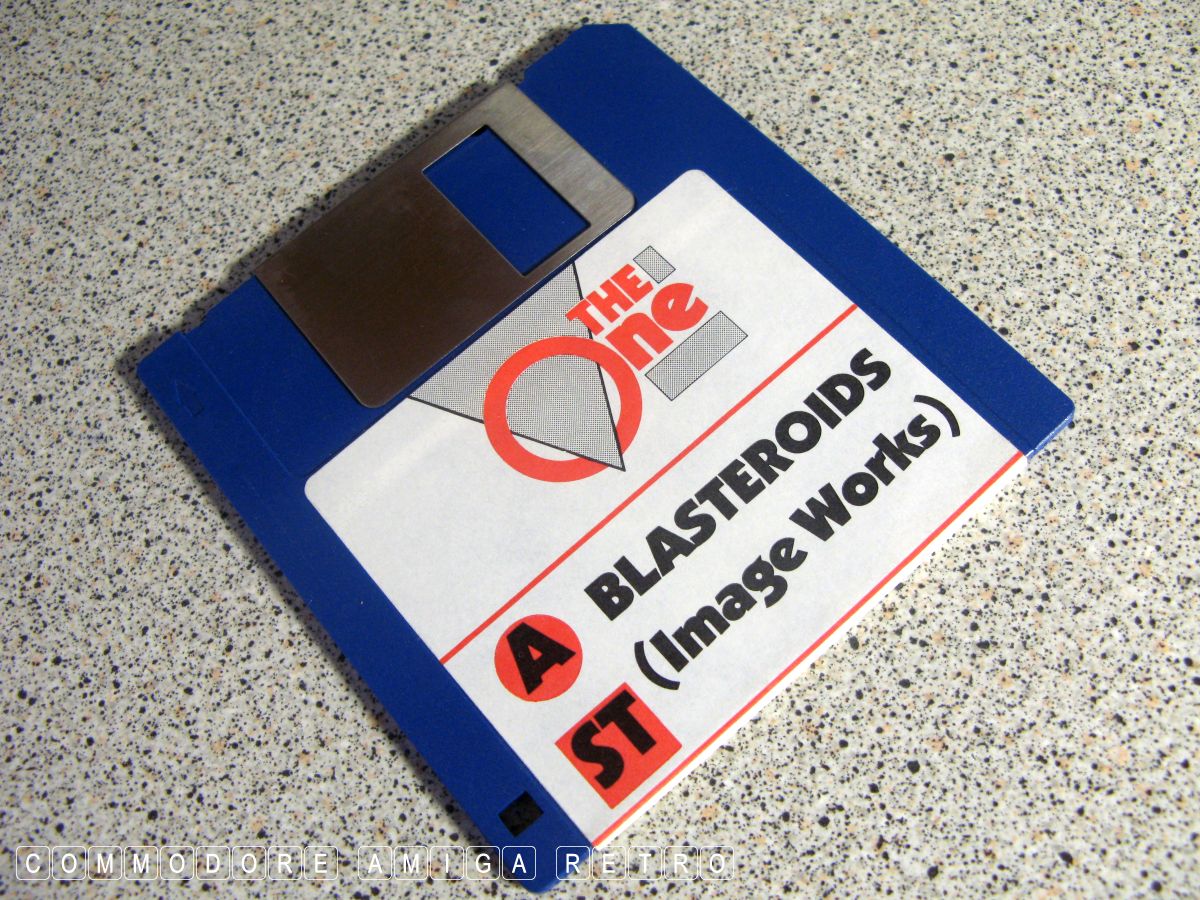 THE
One
BLASTEROIDS
(Image Works)
A
ST
COMMODORE AMIGA RETRO